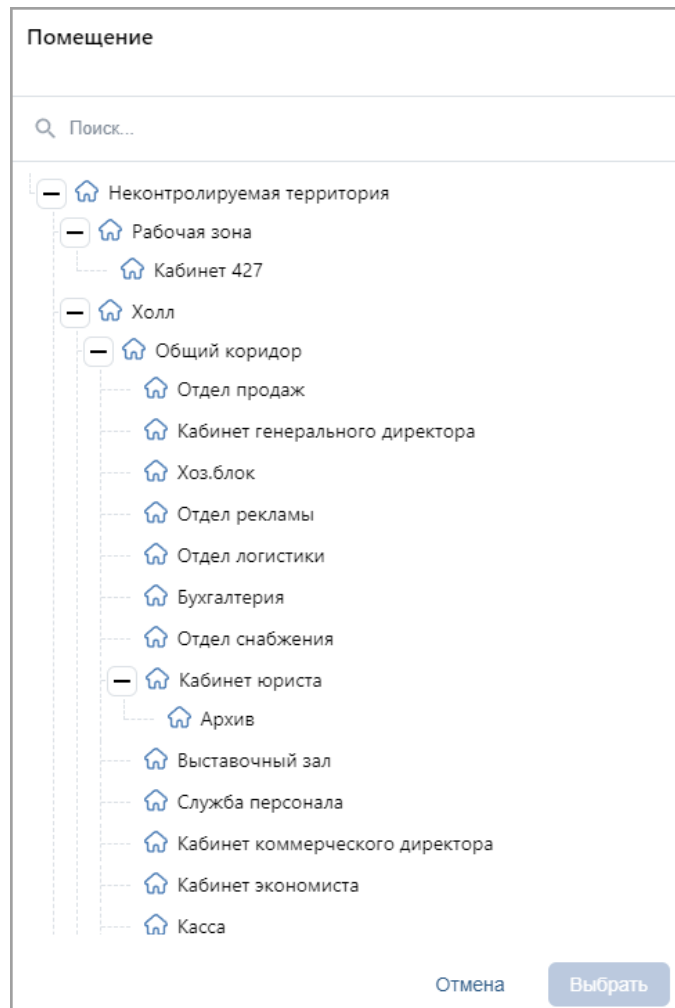 Помещение
Поиск...
Неконтролируемая территория
Рабочая зона
Кабинет 427
Холл
Общий коридор
Отдел продаж
Кабинет генерального директора
Хоз.блок
Отдел рекламы
Отдел логистики
Бухгалтерия
Отдел снабжения
Кабинет юриста
Архив
Выставочный зал
Служба персонала
Кабинет коммерческого директора
Кабинет экономиста
Касса
Отмена Выбрать